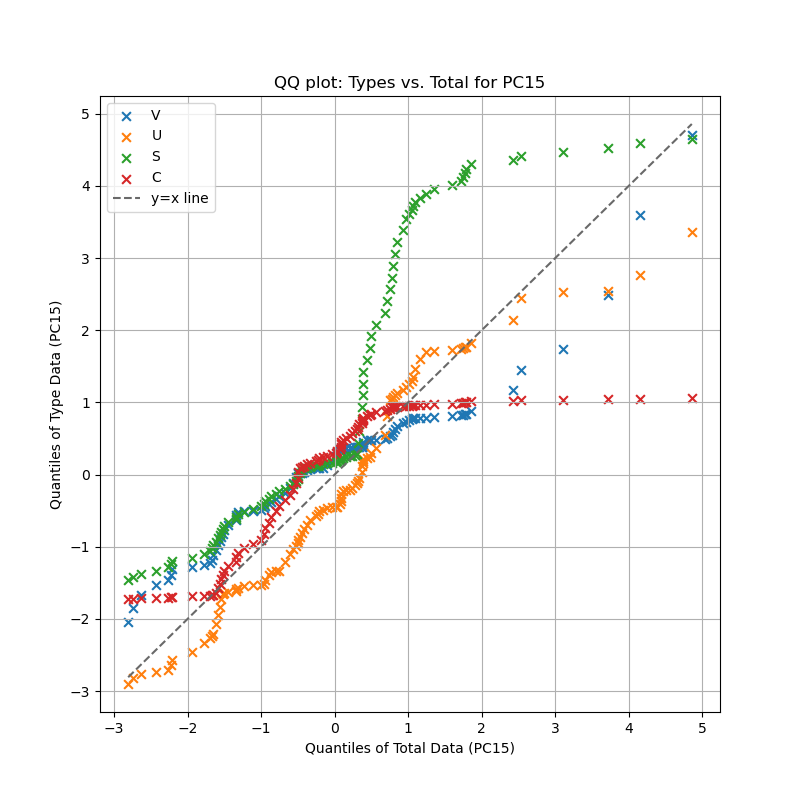 QQ plot: Types vs. Total for PC15
V
U
S
C
y=x line
5
4
3
2
1
0
−1
−2
−3
Quantiles of Type Data (PC15)
−3 −2 −1 0 1 2 3 4 5
Quantiles of Total Data (PC15)